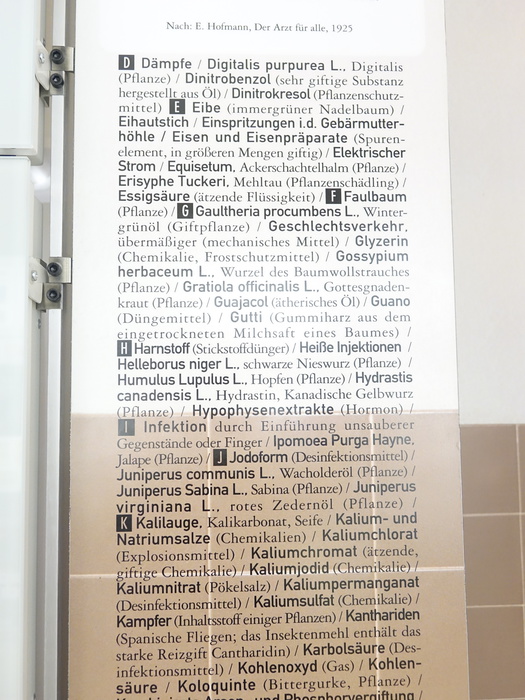 Nach: E. Hofmann, Der Arzt für alle, 1925
D Dämpfe / Digitalis purpurea L., Digitalis
(Pflanze) / Dinitrobenzol (sehr giftige Substanz
hergestellt aus Öl) / Dinitrokresol (Pflanzenschutz-
mittel) E Eibe (immergrüner Nadelbaum) /
Eihautstich / Einspritzungen i.d. Gebärmutter-
höhle / Eisen und Eisenpräparate (Spuren-
element, in größeren Mengen giftig) / Elektrischer
Strom / Equisetum, Ackerschachtelhalm (Pflanze) /
Erisyphe Tuckeri, Mehltau (Pflanzenschädling) /
Essigsäure (ätzende Flüssigkeit) / F Faulbaum
(Pflanze) / G Gaultheria procumbens L., Winter-
grünöl (Giftpflanze) / Geschlechtsverkehr,
übermäßiger (mechanisches Mittel) / Glyzerin
(Chemikalie, Frostschutzmittel) / Gossypium
herbaceum L., Wurzel des Baumwollstrauches
(Pflanze) / Gratiola officinalis L., Gottesgnaden-
kraut (Pflanze) / Guajacol (ätherisches Öl) / Guano
(Düngemittel) / Gutti (Gummiharz aus dem
eingetrockneten Milchsaft eines Baumes) /
H Harnstoff (Stickstoffdünger) / Heiße Injektionen /
Helleborus niger L., schwarze Nieswurz (Pflanze) /
Humulus Lupulus L., Hopfen (Pflanze) / Hydrastis
canadensis L., Hydrastin, Kanadische Gelbwurz
(Pflanze) / Hypophysenextrakte (Hormon) /
I Infektion durch Einführung unsauberer
Gegenstände oder Finger / Ipomoea Purga Hayne,
Jalape (Pflanze) / J Jodoform (Desinfektionsmittel) /
Juniperus communis L., Wacholderöl (Pflanze) /
Juniperus Sabina L., Sabina (Pflanze) / Juniperus
virginiana L., rotes Zedernöl (Pflanze) /
K Kalilauge, Kalikarbonat, Seife / Kalium- und
Natriumsalze (Chemikalien) / Kaliumchlorat
(Explosionsmittel) / Kaliumchromat (ätzende,
giftige Chemikalie) / Kaliumjodid (Chemikalie) /
Kaliumnitrat (Pökelsalz) / Kaliumpermanganat
(Desinfektionsmittel) / Kaliumsulfat (Chemikalie) /
Kampfer (Inhaltsstoff einiger Pflanzen) / Kanthariden
(Spanische Fliegen; das Insektenmehl enthält das
starke Reizgift Cantharidin) / Karbolsäure (Des-
infektionsmittel) / Kohlenoxyd (Gas) / Kohlen-
säure / Koloquinte (Bittergurke, Pflanze) /
und Phosphorvergiftung